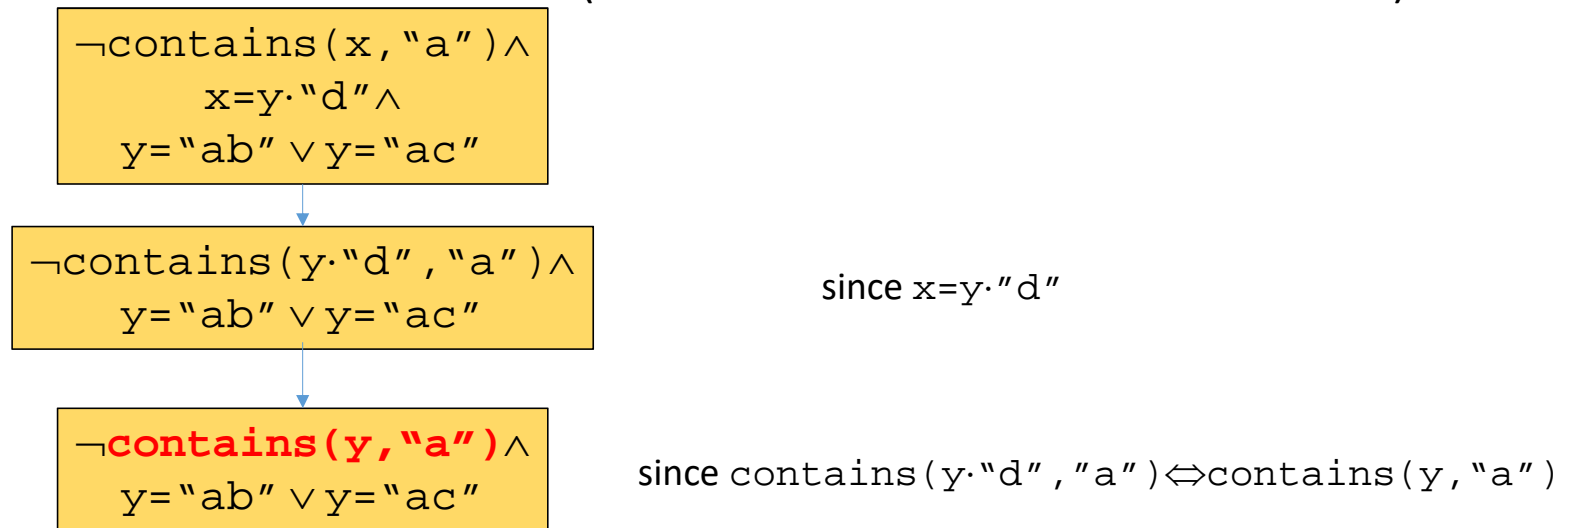 ¬contains(x,“a”)∧
x=y·“d”∧
y=“ab” ∨ y=“ac”
¬contains(y·“d”,“a”)∧
y=“ab” ∨ y=“ac”
since x=y·”d”
¬contains(y,“a”)∧
y=“ab” ∨ y=“ac”
since contains(y·“d”,”a”)⇔contains(y,“a”)